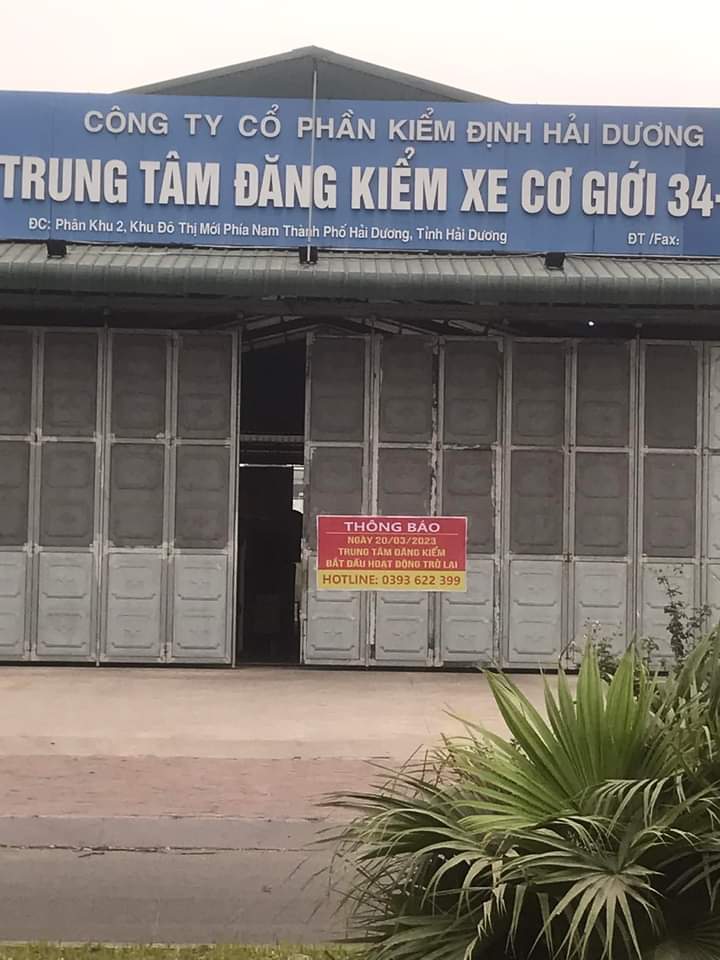 CÔNG TY CỔ PHẦN KIỂM ĐỊNH HẢI DƯƠNG
TRUNG TÂM ĐĂNG KIỂM XE CƠ GIỚI 34-
ĐC: Phân Khu 2, Khu Đô Thị Mới Phía Nam Thành Phố Hải Dương, Tỉnh Hải Dương
ĐT /Fax:
THÔNG BÁO
NGÀY 20/03/2023
TRUNG TÂM ĐĂNG KIỂM
BẮT ĐẦU HOẠT ĐỘNG TRỞ LẠI
HOTLINE: 0393 622 399